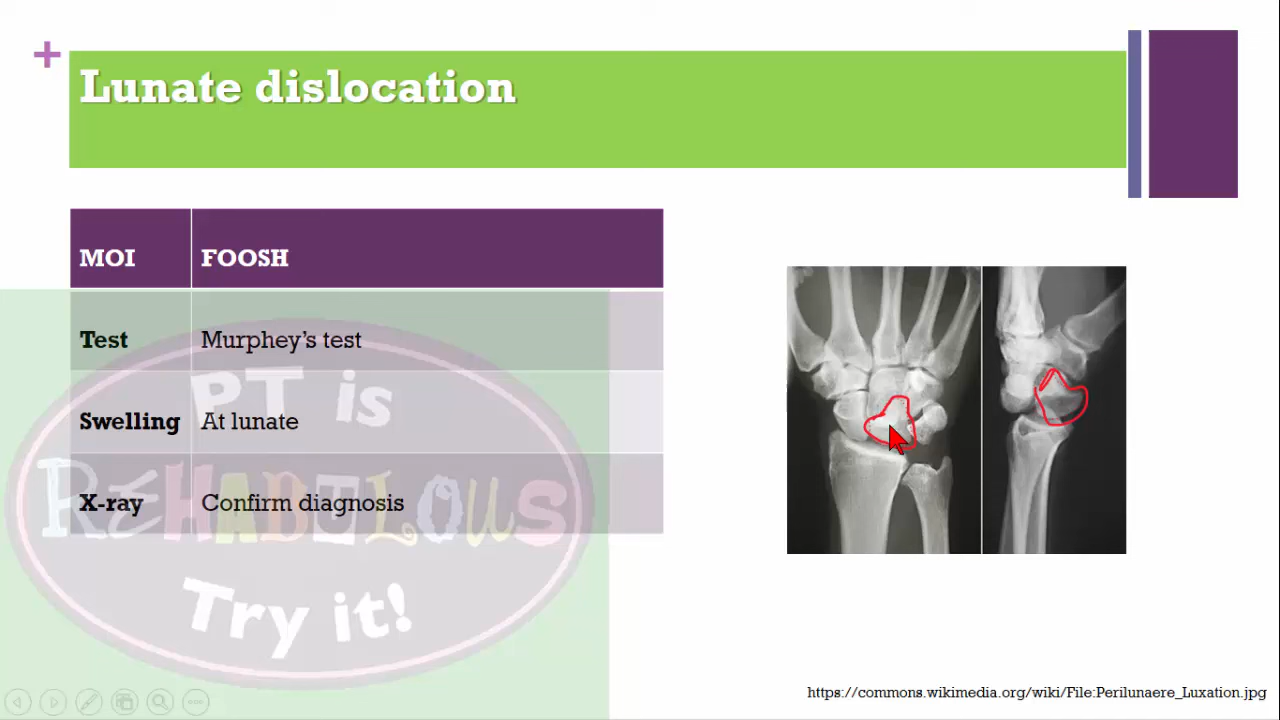 +
Lunate dislocation
MOI FOOSH
Test Murphey's test
Swelling At lunate
X-ray Confirm diagnosis
PT is
REHABULOUS
Try it!
https://commons.wikimedia.org/wiki/File:Perilunaere_Luxation.jpg